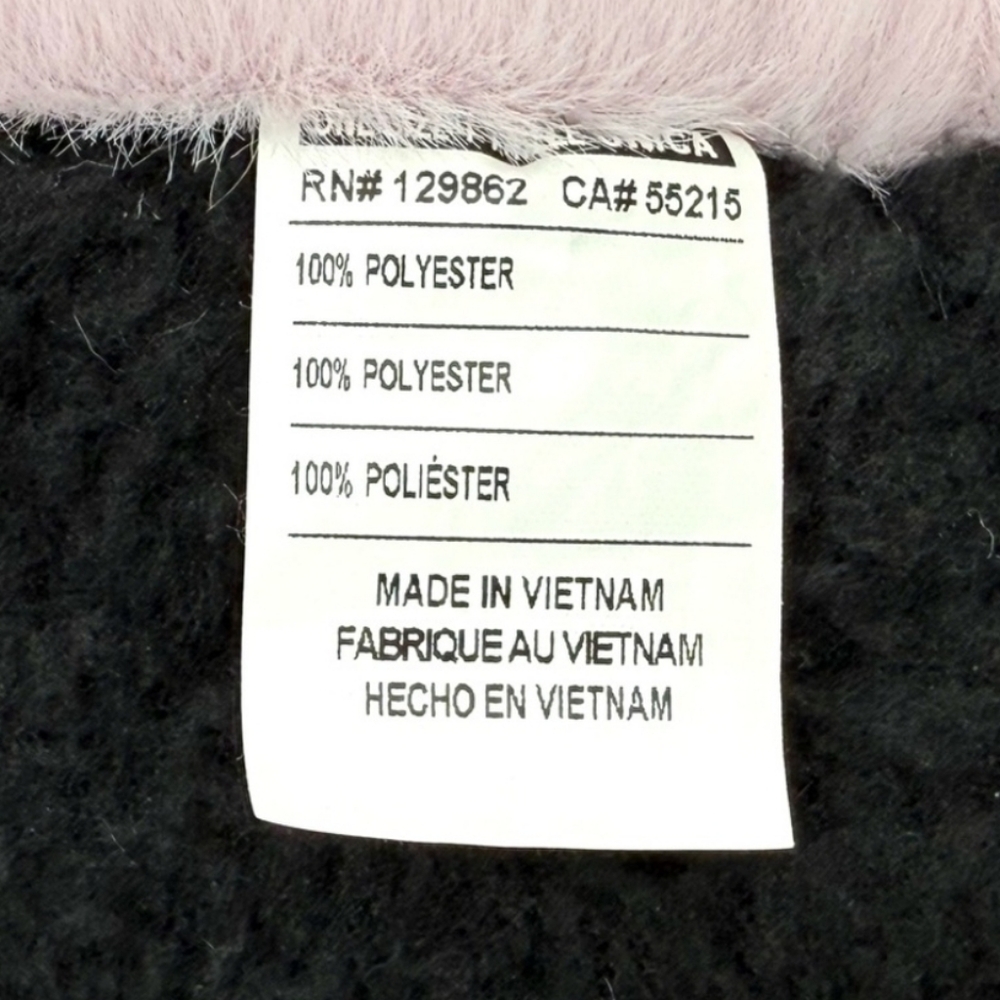 RN# 129862 CA# 55215
100% POLYESTER
100% POLYESTER
100% POLIÉSTER
MADE IN VIETNAM
FABRIQUE AU VIETNAM
HECHO EN VIETNAM